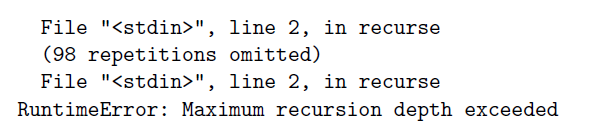 File "<stdin>", line 2, in recurse
(98 repetitions omitted)
File "<stdin>", line 2, in recurse
RuntimeError: Maximum recursion depth exceeded